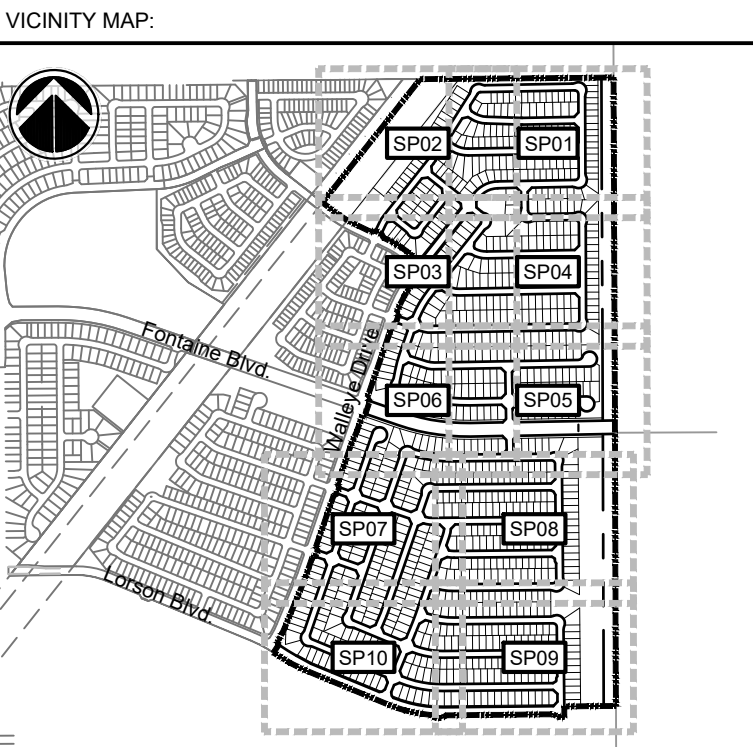 VICINITY MAP:
SP02
SP01
SP03
SP04
Fontaine Blvd.
Walleye Drive
SP06
SP05
SP07
SP08
Lorson Blvd.
SP10
SP09